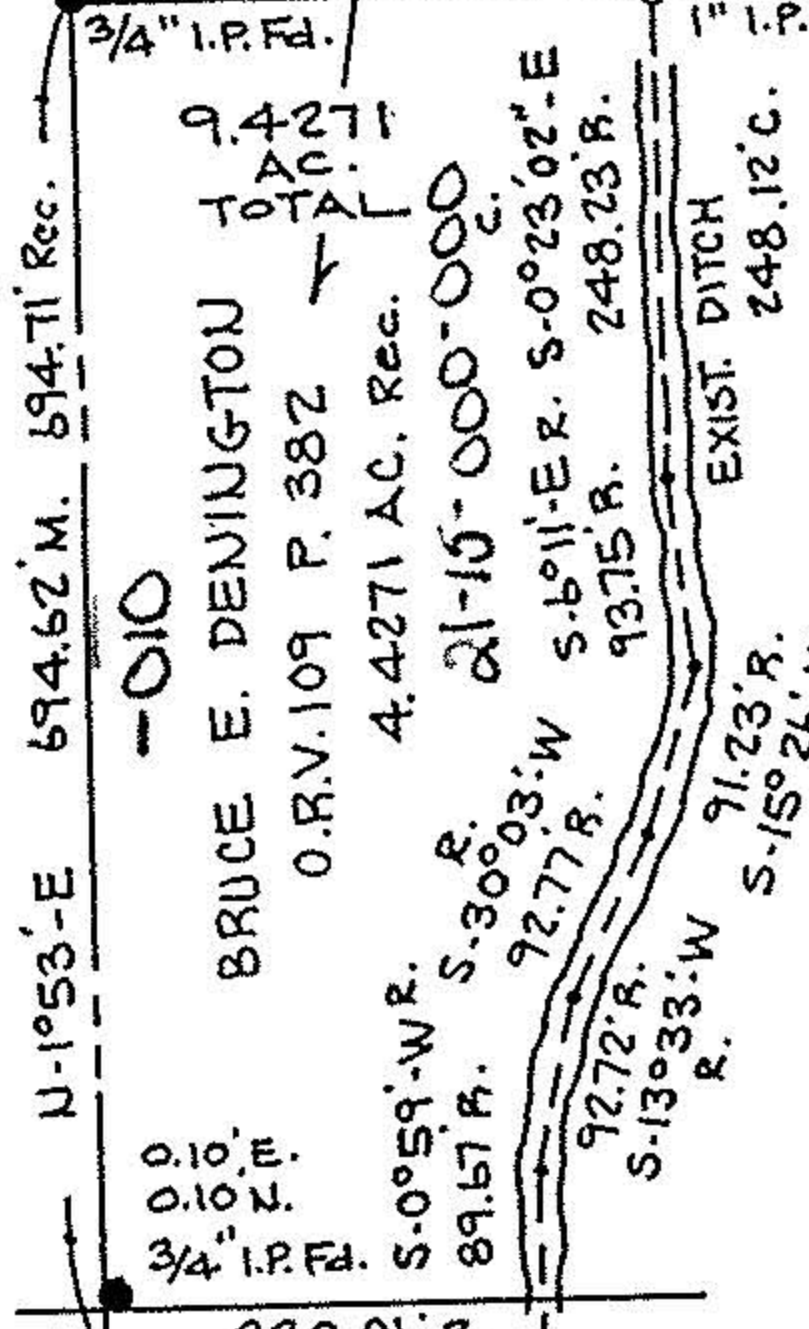 3/4" I.P. Fd.
1" I.P.
9.4271
AC.
TOTAL
694.62' M. 694.71' Rec.
N-1°53'-E
-010
BRUCE E. DENINGTON
O.R.V. 109 P. 382
4.4271 AC. Rec.
21-15-000-000
S-0°23'02"-E C.
248.23' R.
EXIST. DITCH
248.12' C.
S-6°11'-E R.
93.75' R.
91.23' R.
S-15°
S-30°03'-W R.
92.77' R.
92.72' R.
S-13°33'-W
R.
S-0°59'-W R.
89.67' R.
0.10' E.
0.10' N.
3/4" I.P. Fd.